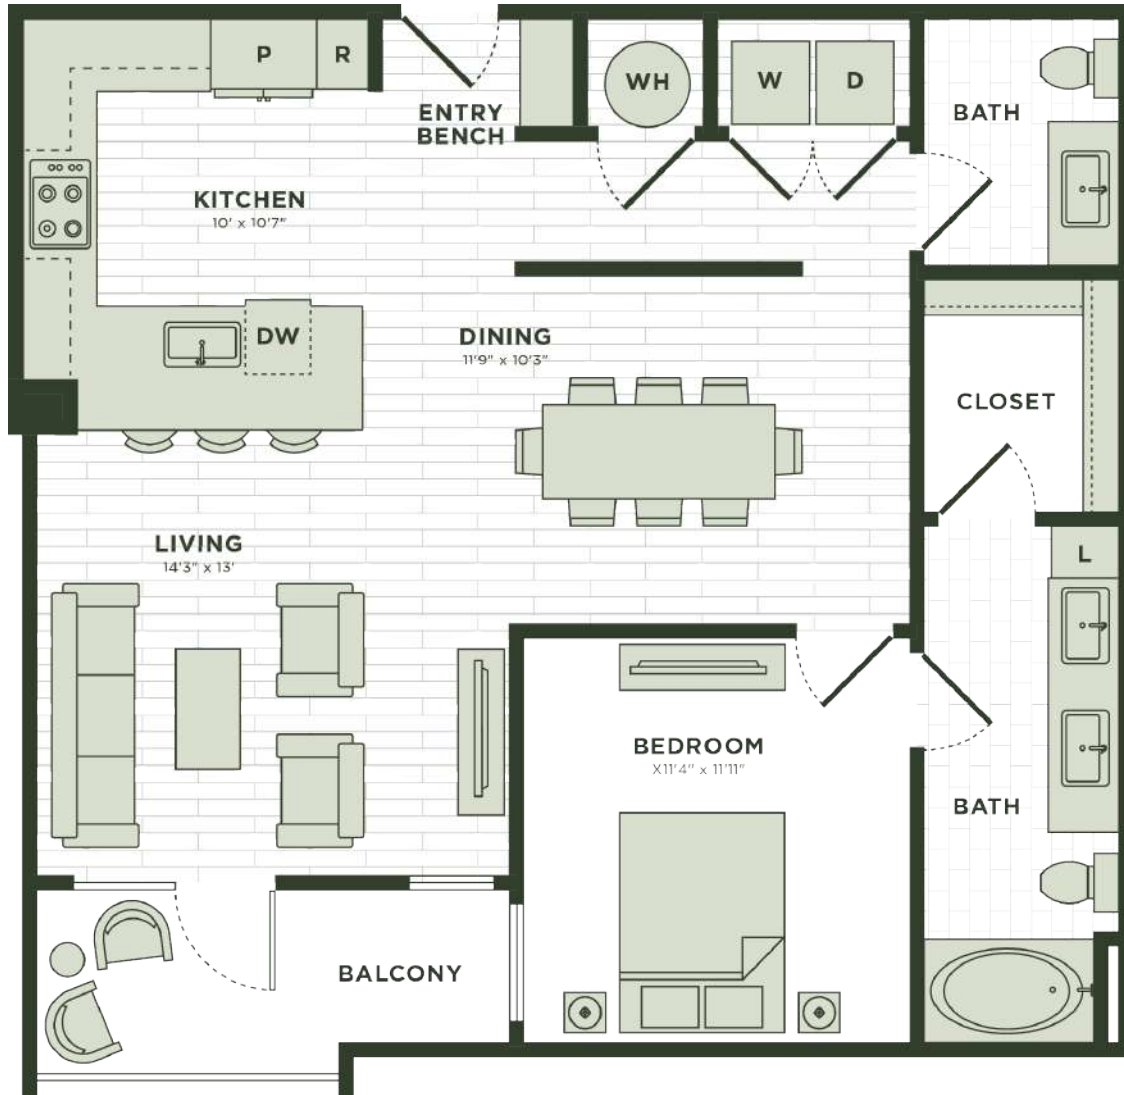 P
R
WH
W
D
ENTRY
BENCH
BATH
KITCHEN
10' x 10'7"
DW
DINING
11'9" x 10'3"
CLOSET
LIVING
14'3" x 13'
L
BEDROOM
X11'4" x 11'11"
BATH
BALCONY